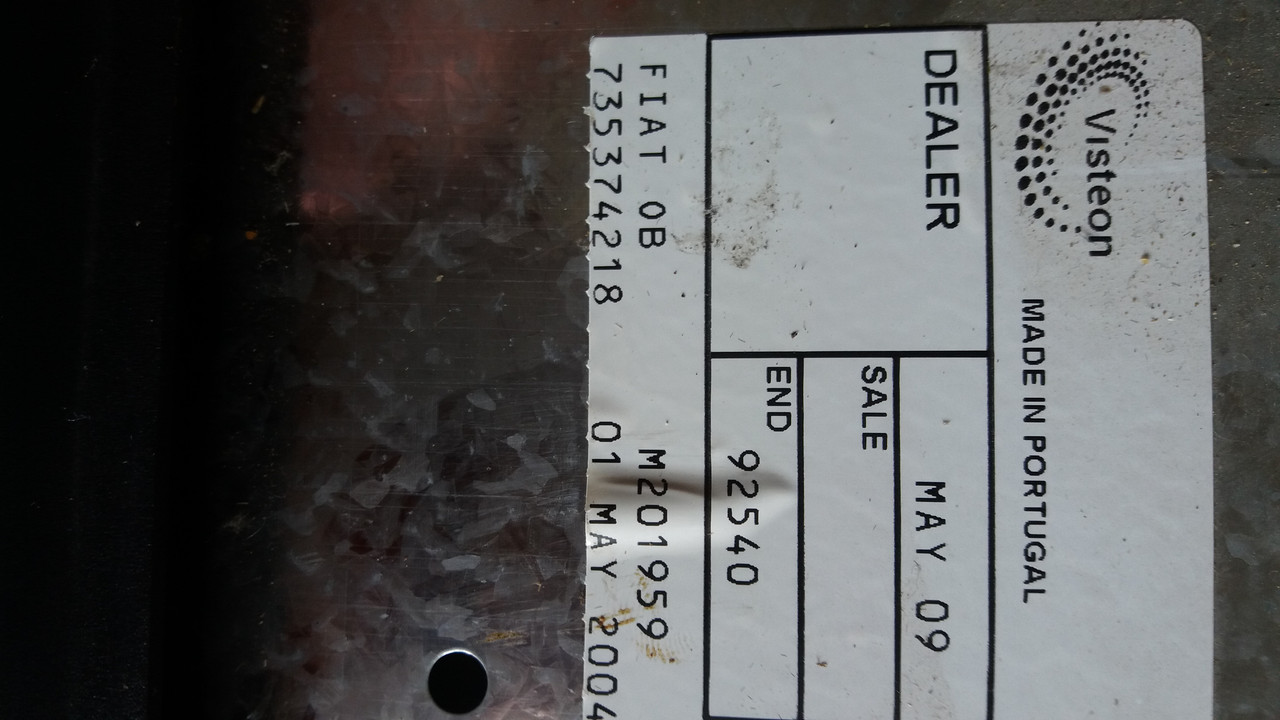 Visteon
MADE IN PORTUGAL
DEALER
MAY 09
SALE
END
92540
FIAT 0B M201959
735374218 01 MAY 2004